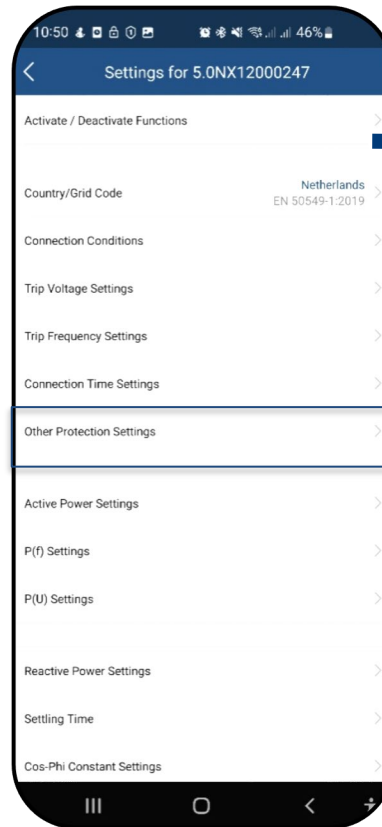 10:50 46%
Settings for 5.0NX12000247
Activate / Deactivate Functions
Country/Grid Code
Netherlands
EN 50549-1:2019
Connection Conditions
Trip Voltage Settings
Trip Frequency Settings
Connection Time Settings
Other Protection Settings
Active Power Settings
P(f) Settings
P(U) Settings
Reactive Power Settings
Settling Time
Cos-Phi Constant Settings